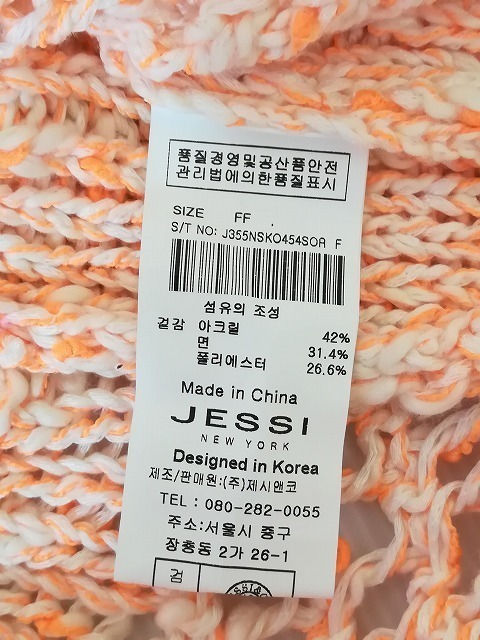 품질경영및공산품안전
관리법에의한품질표시
SIZE FF
S/T NO: J355NSK0454SOR F
섬유의 조성
겉감 아크릴 42%
면 31.4%
폴리에스터 26.6%
Made in China
JESSI
NEW YORK
Designed in Korea
제조/판매원:(주)제시앤코
TEL : 080-282-0055
주소:서울시 중구
장충동 2가 26-1
검